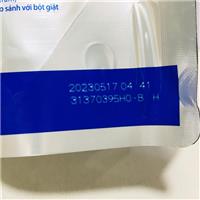 o sánh với bột giặt
20230517 04 41
31370395H0-B H